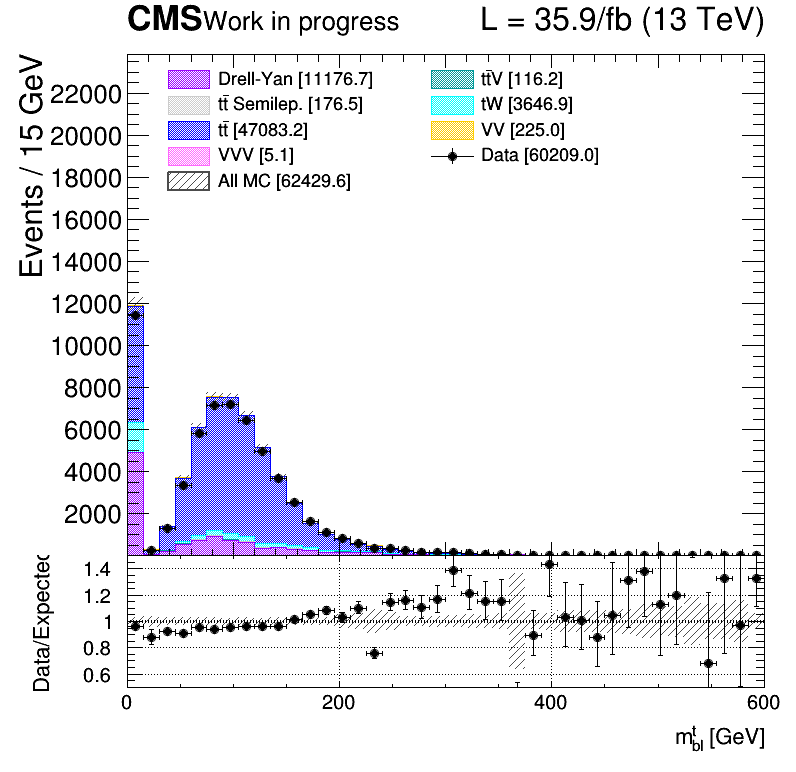 CMS Work in progress L = 35.9/fb (13 TeV)
Events / 15 GeV
Drell-Yan [11176.7]
tt̄ Semilep. [176.5]
tt̄ [47083.2]
VVV [5.1]
All MC [62429.6]
tt̄V [116.2]
tW [3646.9]
VV [225.0]
Data [60209.0]
22000
20000
18000
16000
14000
12000
10000
8000
6000
4000
2000
Data/Expected
1.4
1.2
1
0.8
0.6
0 200 400 600
m^t_bl [GeV]